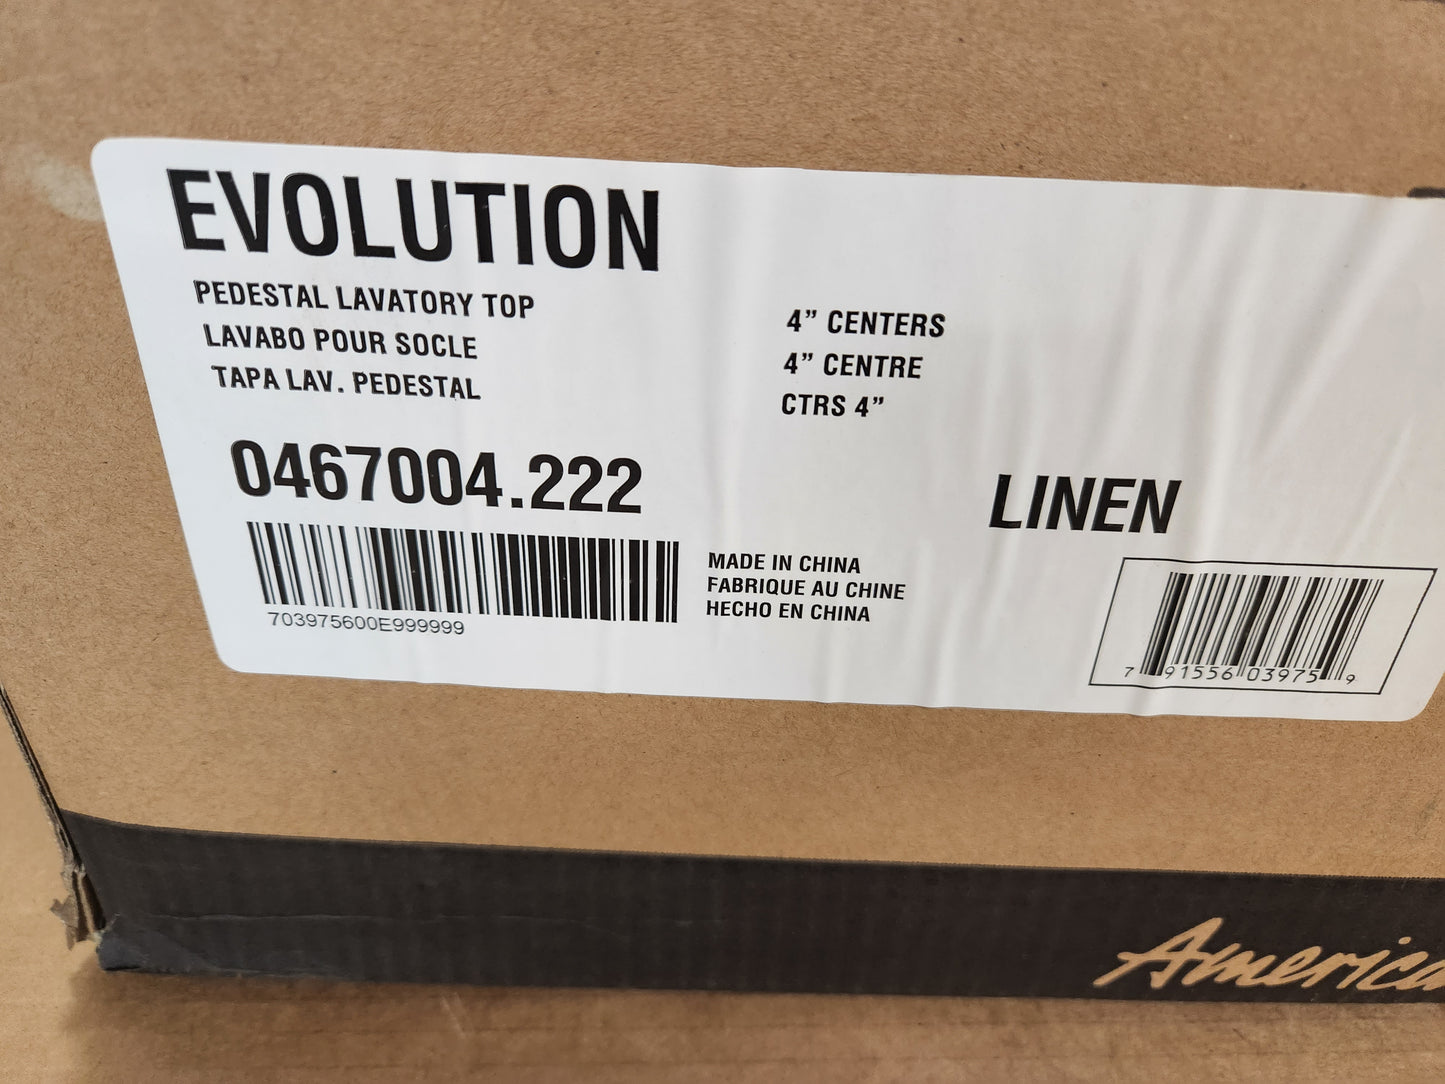 EVOLUTION
PEDESTAL LAVATORY TOP
LAVABO POUR SOCLE
TAPA LAV. PEDESTAL
4” CENTERS
4” CENTRE
CTRS 4”
0467004.222
LINEN
703975600E999999
MADE IN CHINA
FABRIQUE AU CHINE
HECHO EN CHINA
7 91556 03975 9
America